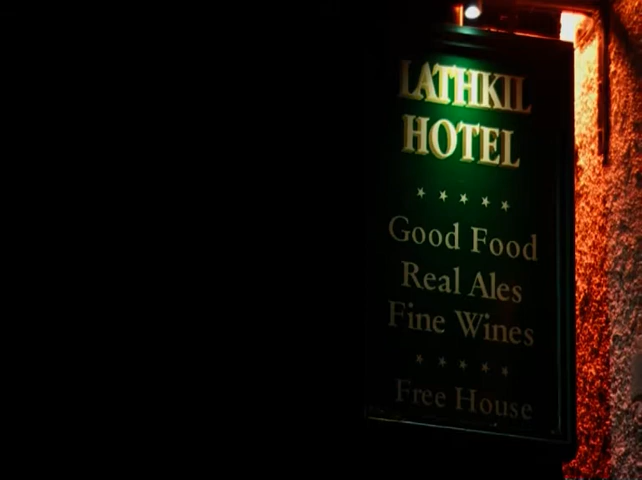 LATHKIL
HOTEL
★ ★ ★ ★ ★
Good Food
Real Ales
Fine Wines
★ ★ ★ ★ ★
Free House